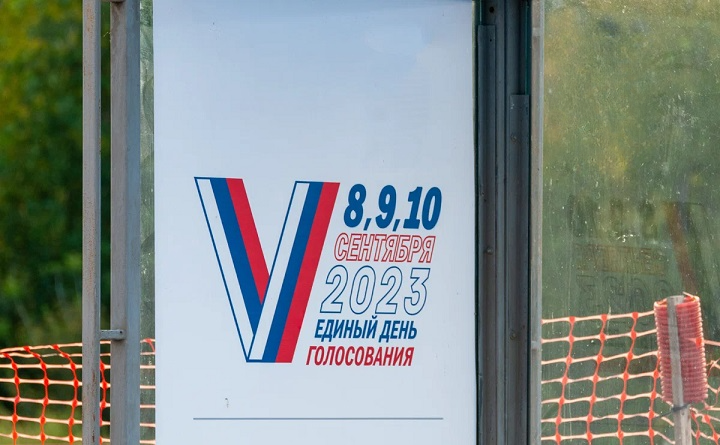 V
8, 9, 10
СЕНТЯБРЯ
2023
ЕДИНЫЙ ДЕНЬ
ГОЛОСОВАНИЯ